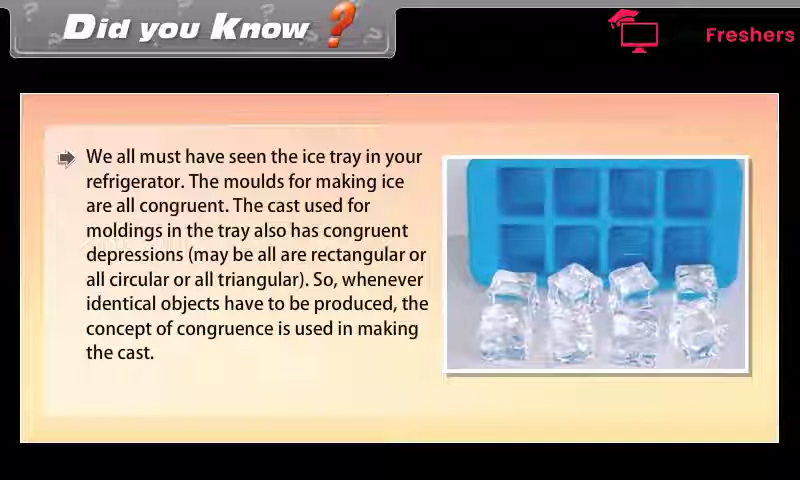 Did you Know ?
Freshers
We all must have seen the ice tray in your
refrigerator. The moulds for making ice
are all congruent. The cast used for
moldings in the tray also has congruent
depressions (may be all are rectangular or
all circular or all triangular). So, whenever
identical objects have to be produced, the
concept of congruence is used in making
the cast.